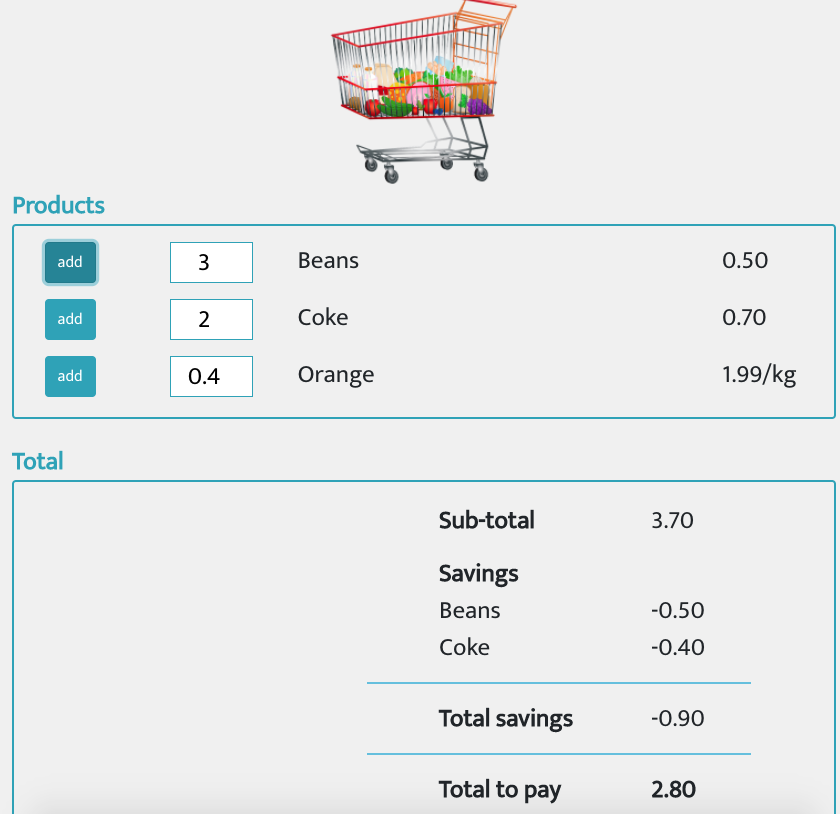 Products
add 3 Beans 0.50
add 2 Coke 0.70
add 0.4 Orange 1.99/kg
Total
Sub-total 3.70
Savings
Beans -0.50
Coke -0.40
Total savings -0.90
Total to pay 2.80